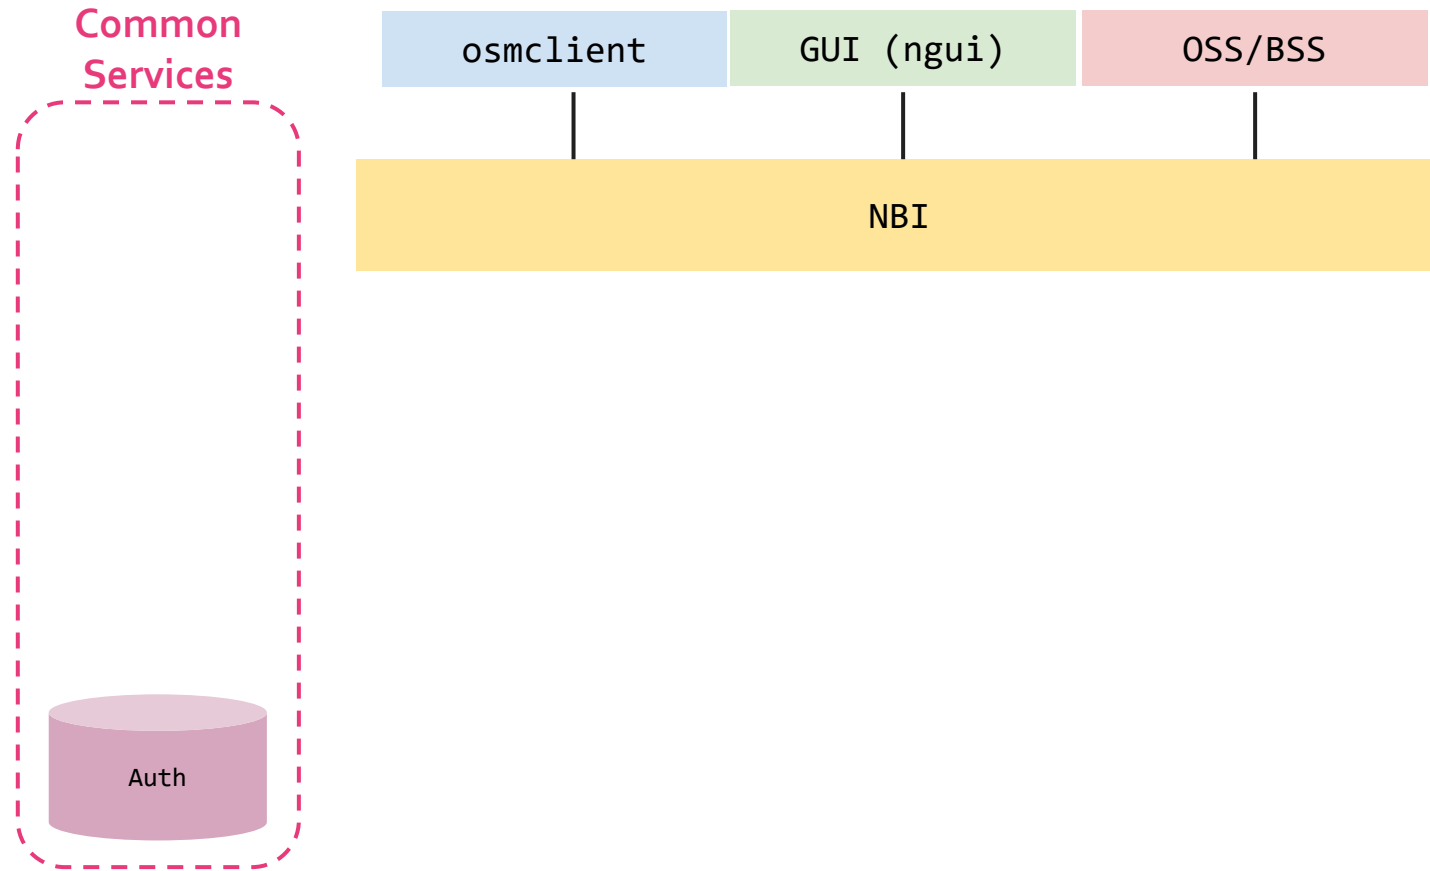 Common
Services
osmclient
GUI (ngui)
OSS/BSS
NBI
Auth